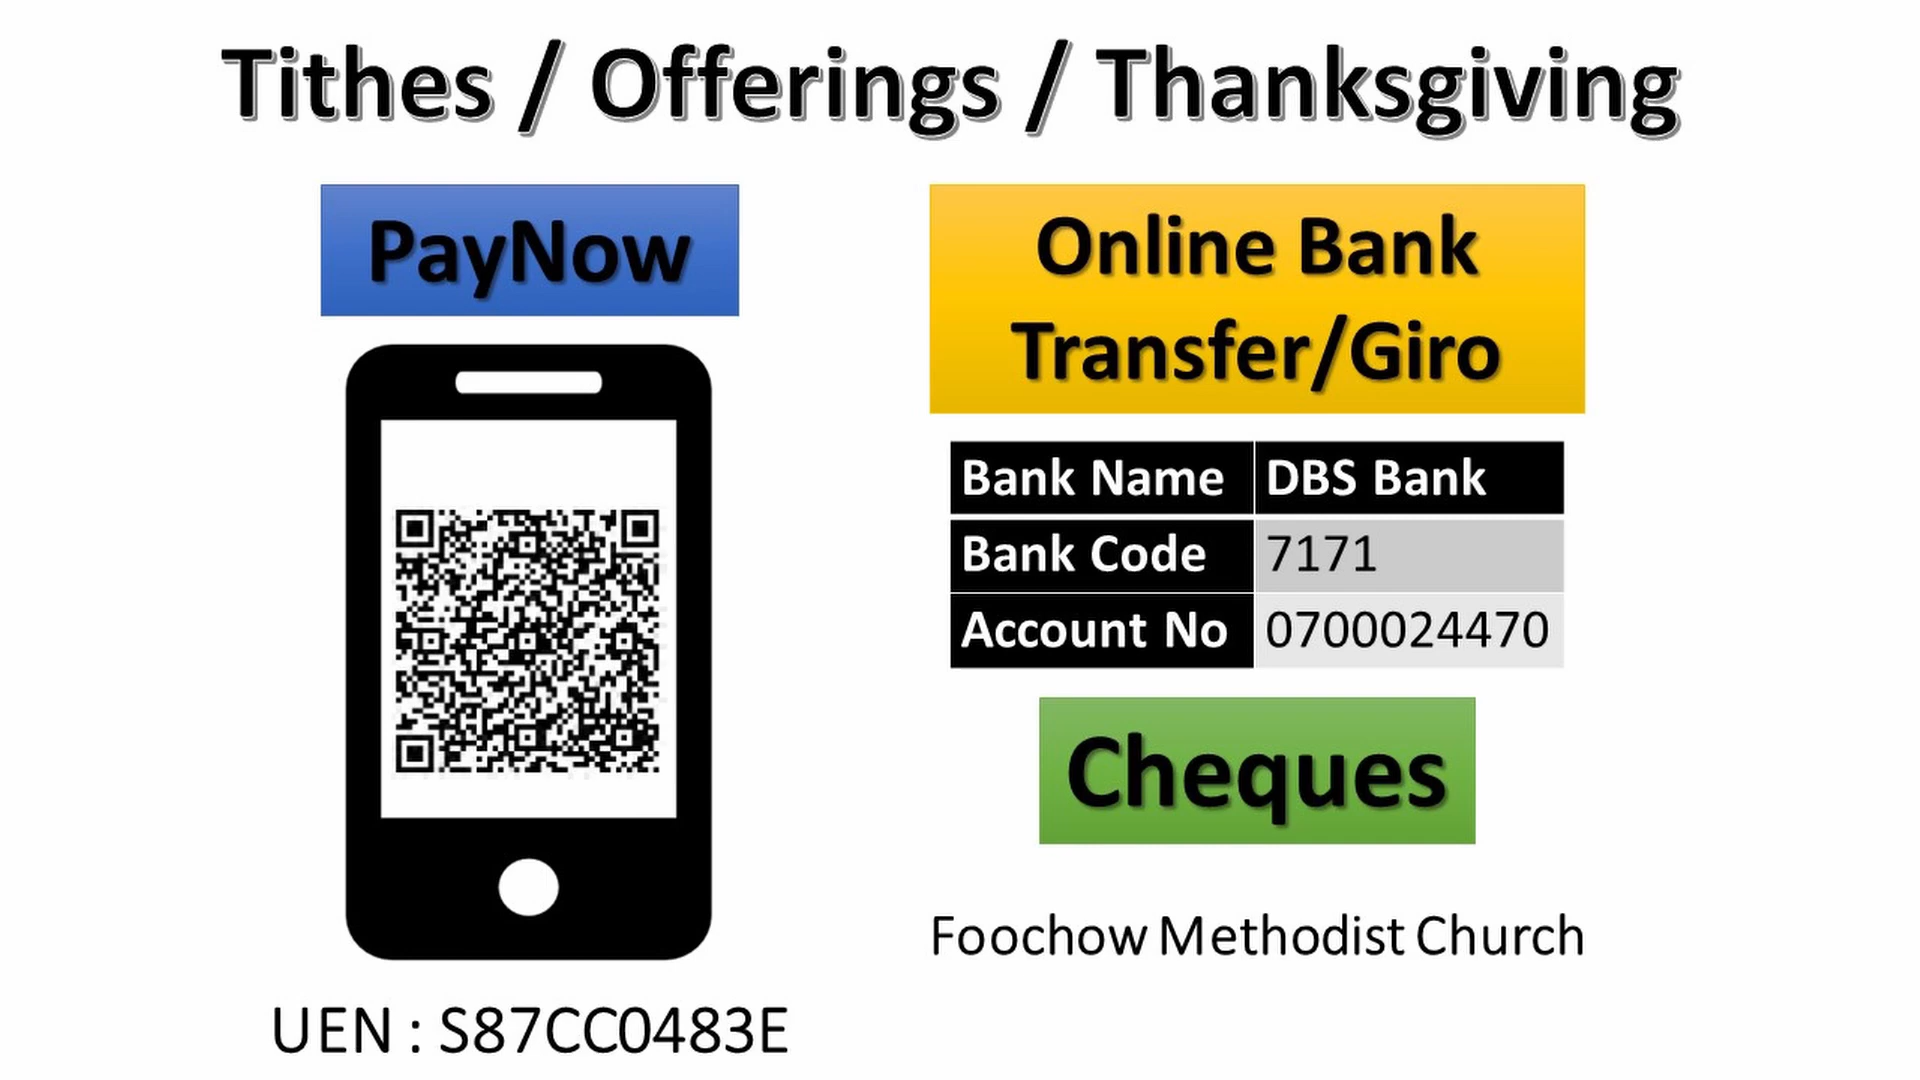 Tithes / Offerings / Thanksgiving
PayNow
UEN : S87CC0483E
Online Bank
Transfer/Giro
Bank Name DBS Bank
Bank Code 7171
Account No 0700024470
Cheques
Foochow Methodist Church